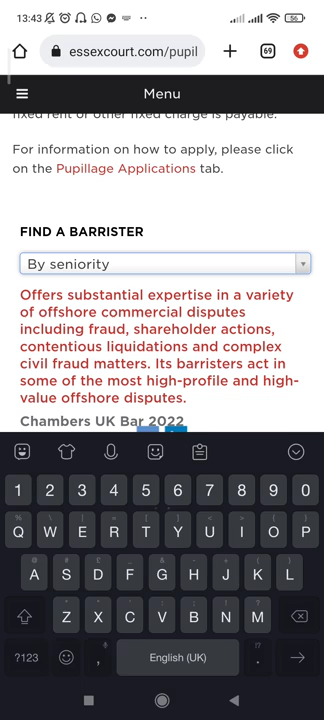 13:43
56
essexcourt.com/pupil
69
Menu
fixed rent or other fixed charge is payable.
For information on how to apply, please click
on the Pupillage Applications tab.
FIND A BARRISTER
By seniority
Offers substantial expertise in a variety
of offshore commercial disputes
including fraud, shareholder actions,
contentious liquidations and complex
civil fraud matters. Its barristers act in
some of the most high-profile and high-
value offshore disputes.
Chambers UK Bar 2022
1 2 3 4 5 6 7 8 9 0
Q W E R T Y U I O P
A S D F G H J K L
Z X C V B N M
?123 , English (UK) .